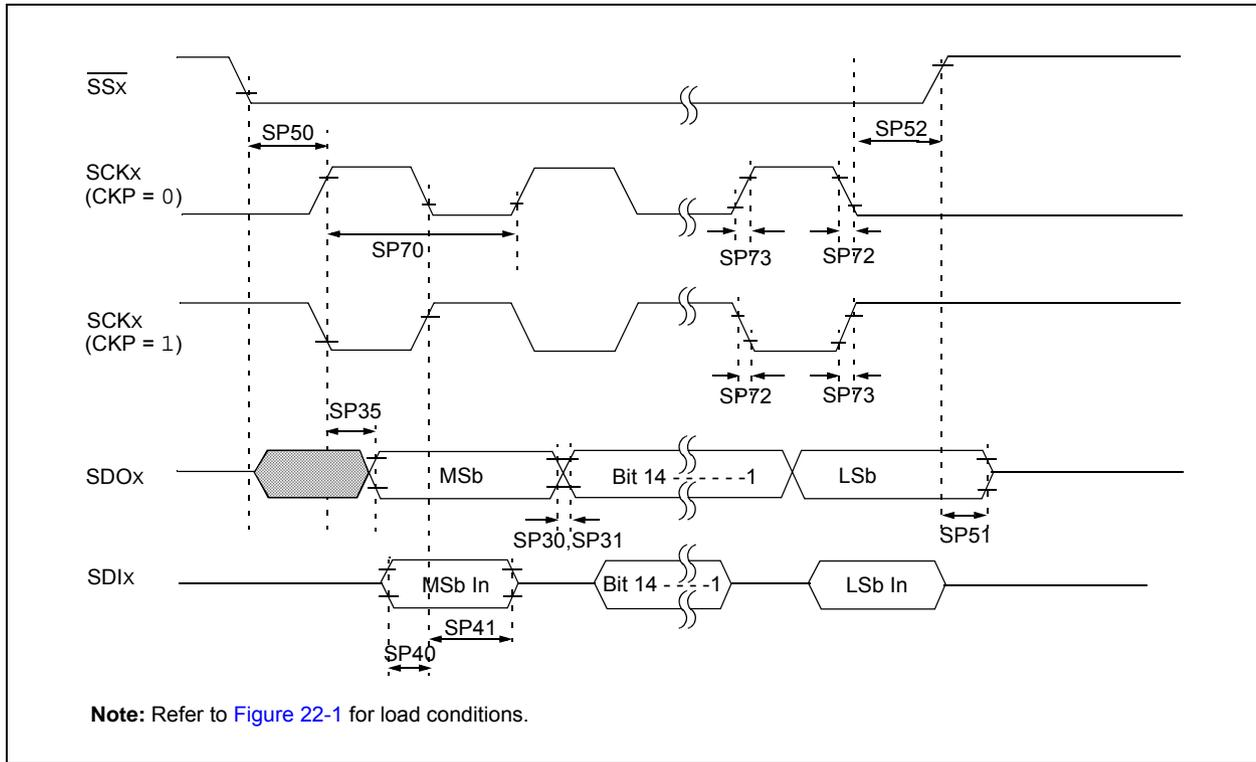 SSx
SP50
SP52
SCKx
(CKP = 0)
SP70
SP73
SP72
SCKx
(CKP = 1)
SP72
SP73
SP35
SDOx
MSb
Bit 14 - - - - - -1
LSb
SP30,SP31
SP51
SDIx
MSb In
Bit 14 - - - -1
LSb In
SP41
SP40
Note: Refer to Figure 22-1 for load conditions.